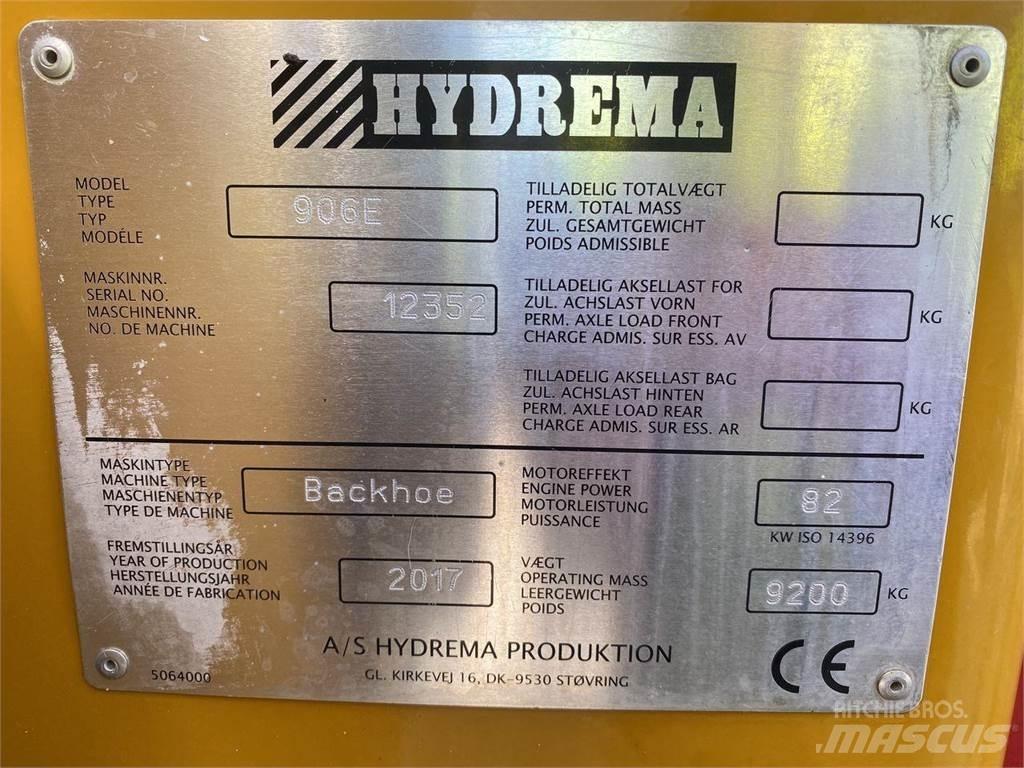 HYDREMA
MODEL
TYPE
TYP
MODÉLE
906E
TILLADELIG TOTALVÆGT
PERM. TOTAL MASS
ZUL. GESAMTGEWICHT
POIDS ADMISSIBLE
KG
MASKINNR.
SERIAL NO.
MASCHINENNR.
NO. DE MACHINE
12352
TILLADELIG AKSELLAST FOR
ZUL. ACHSLAST VORN
PERM. AXLE LOAD FRONT
CHARGE ADMIS. SUR ESS. AV
KG
TILLADELIG AKSELLAST BAG
ZUL. ACHSLAST HINTEN
PERM. AXLE LOAD REAR
CHARGE ADMIS. SUR ESS. AR
KG
MASKINTYPE
MACHINE TYPE
MASCHIENENTYP
TYPE DE MACHINE
Backhoe
MOTOREFFEKT
ENGINE POWER
MOTORLEISTUNG
PUISSANCE
82
KW ISO 14396
FREMSTILLINGSÅR
YEAR OF PRODUCTION
HERSTELLUNGSJAHR
ANNÉE DE FABRICATION
2017
VÆGT
OPERATING MASS
LEERGEWICHT
POIDS
9200
KG
A/S HYDREMA PRODUKTION
GL. KIRKEVEJ 16, DK-9530 STØVRING
5064000
CE
RITCHIE BROS.
MASCUS